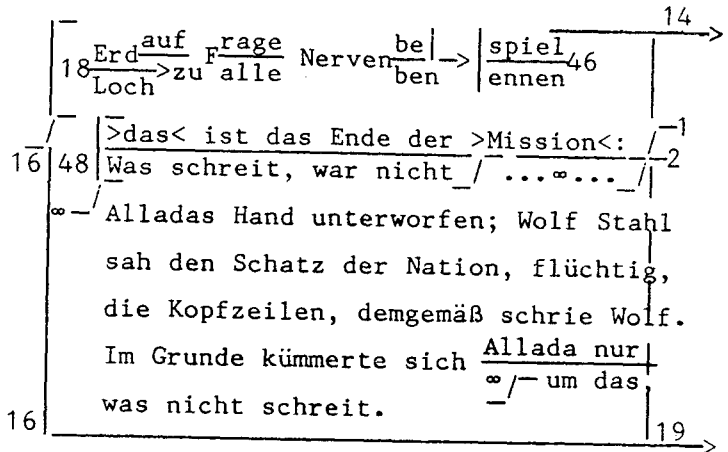 14
auf rage be spiel
18 Erd >zu F Nerven -> 46
Loch alle ben ennen
>das< ist das Ende der >Mission<: —1
16 48 —2
Was schreit, war nicht _/ ...∞..._/
∞ —/ Alladas Hand unterworfen; Wolf Stahl
sah den Schatz der Nation, flüchtig,
die Kopfzeilen, demgemäß schrie Wolf.
Im Grunde kümmerte sich Allada nur
∞ /— um das,
was nicht schreit.
16 19